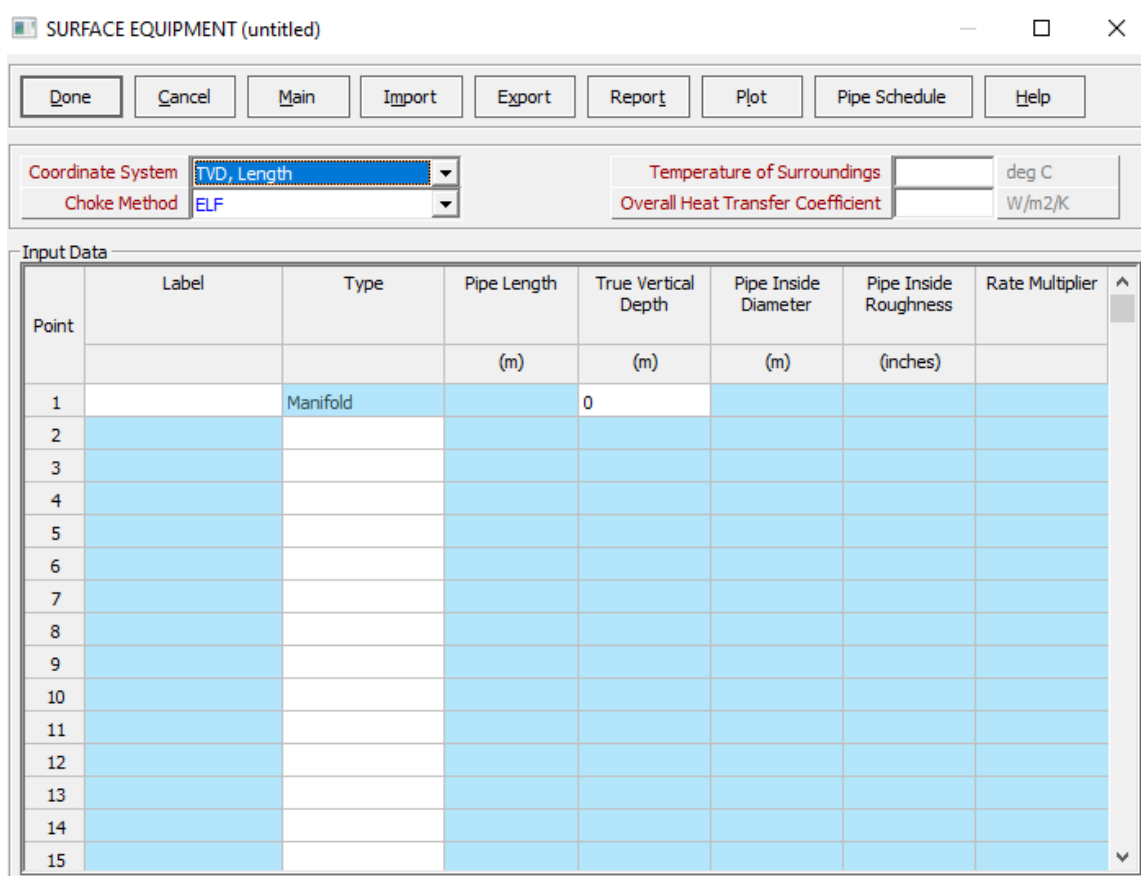 SURFACE EQUIPMENT (untitled)
Done Cancel Main Import Export Report Plot Pipe Schedule Help
Coordinate System TVD, Length Temperature of Surroundings deg C
Choke Method ELF Overall Heat Transfer Coefficient W/m2/K
Input Data
Point Label Type Pipe Length True Vertical Depth Pipe Inside Diameter Pipe Inside Roughness Rate Multiplier
(m) (m) (m) (inches)
1 Manifold 0
2
3
4
5
6
7
8
9
10
11
12
13
14
15